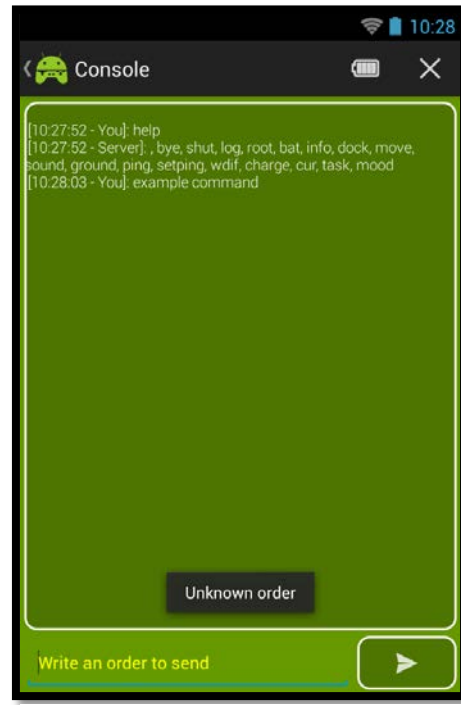 10:28
Console
[10:27:52 - You]: help
[10:27:52 - Server]: , bye, shut, log, root, bat, info, dock, move,
sound, ground, ping, setping, wdif, charge, cur, task, mood
[10:28:03 - You]: example command
Unknown order
Write an order to send